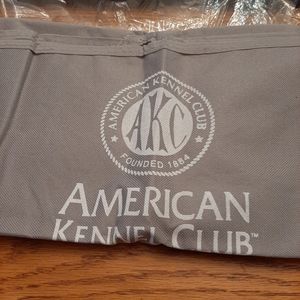 AMERICAN KENNEL CLUB
AKC
FOUNDED 1884
AMERICAN
KENNEL CLUB™